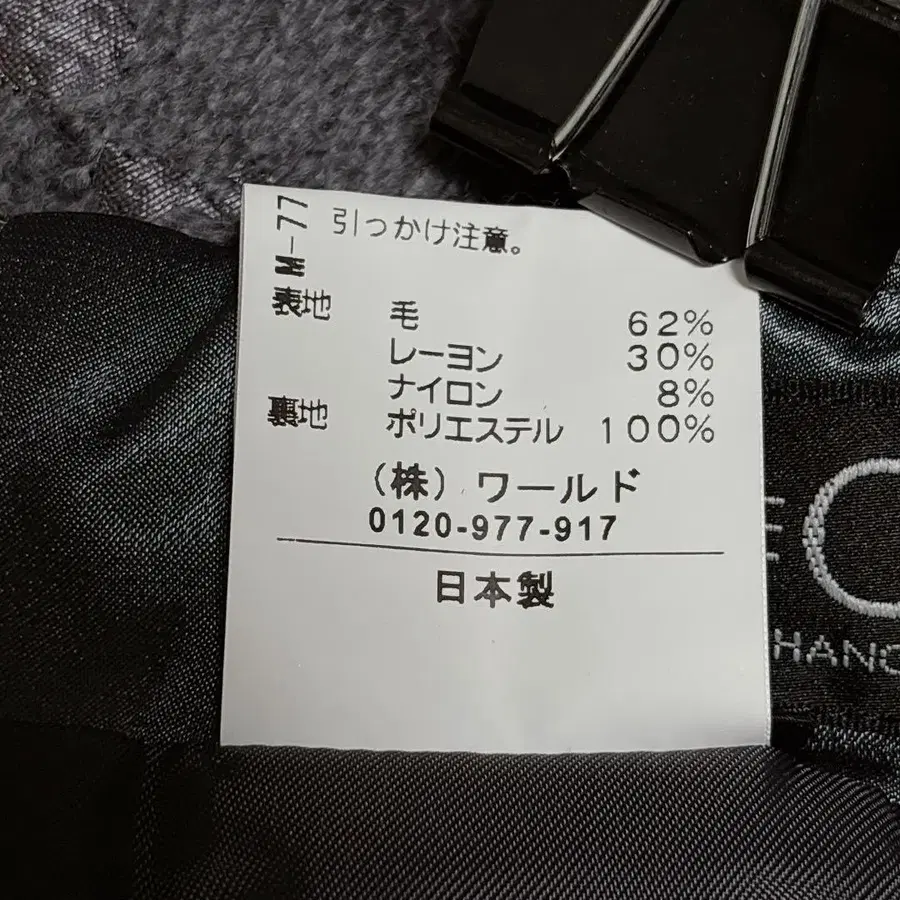 M-77
引っかけ注意。
表地 毛 62%
レーヨン 30%
ナイロン 8%
裏地 ポリエステル 100%
(株) ワールド
0120-977-917
日本製